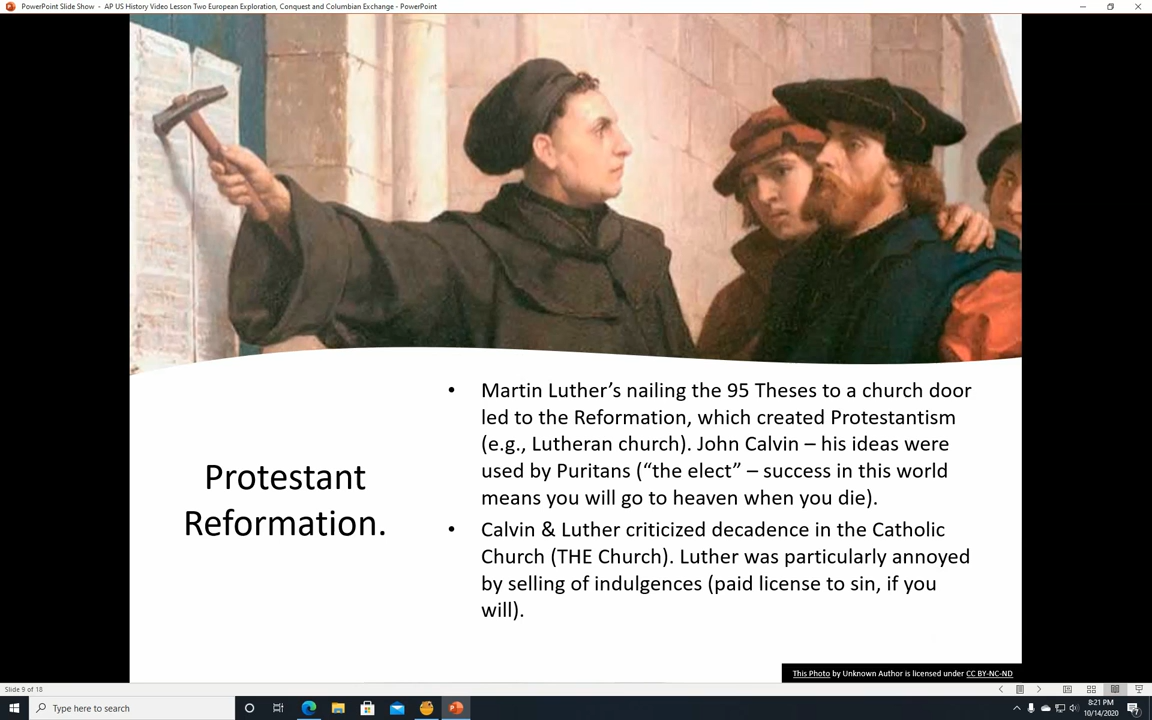 PowerPoint Slide Show - AP US History Video Lesson Two European Exploration, Conquest and Columbian Exchange - PowerPoint
Protestant
Reformation.
• Martin Luther’s nailing the 95 Theses to a church door
led to the Reformation, which created Protestantism
(e.g., Lutheran church). John Calvin – his ideas were
used by Puritans (“the elect” – success in this world
means you will go to heaven when you die).
• Calvin & Luther criticized decadence in the Catholic
Church (THE Church). Luther was particularly annoyed
by selling of indulgences (paid license to sin, if you
will).
This Photo by Unknown Author is licensed under CC BY-NC-ND
Slide 9 of 18
Type here to search
8:21 PM
10/14/2020
7